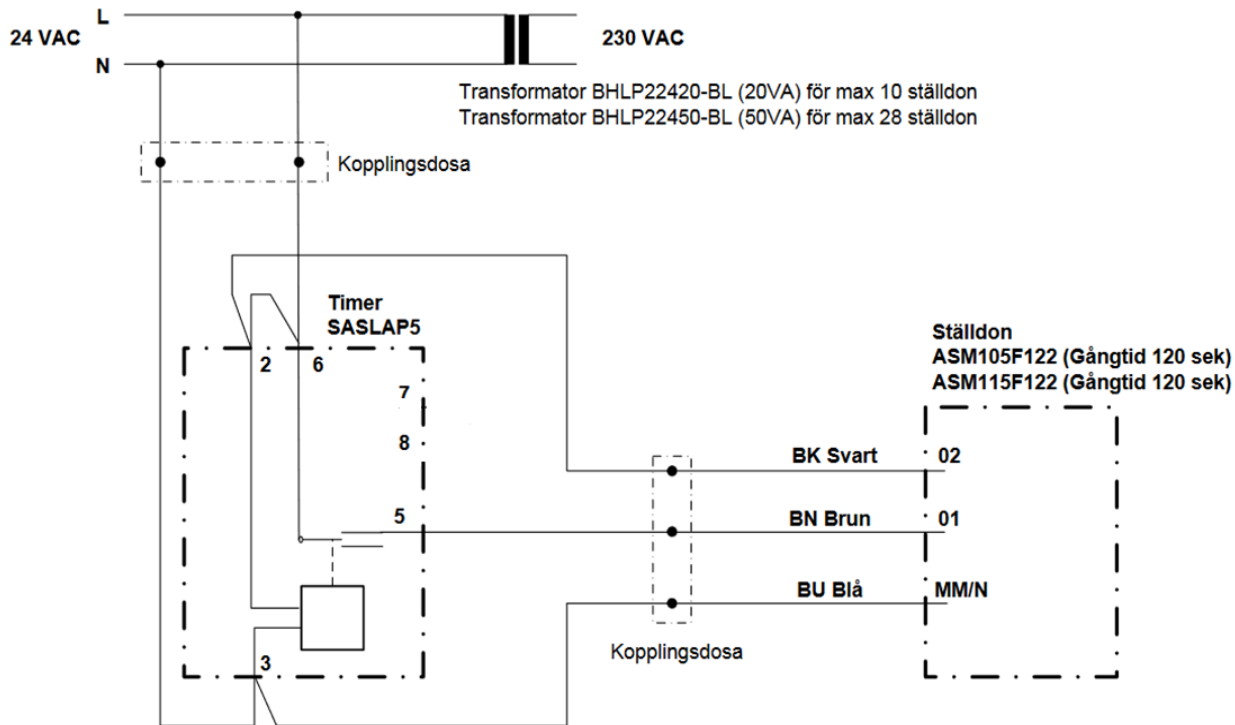 L
24 VAC
230 VAC
N
Transformator BHLP22420-BL (20VA) för max 10 ställdon
Transformator BHLP22450-BL (50VA) för max 28 ställdon
Kopplingsdosa
Timer
SASLAP5
2
6
7
8
5
3
Ställdon
ASM105F122 (Gångtid 120 sek)
ASM115F122 (Gångtid 120 sek)
BK Svart
02
BN Brun
01
BU Blå
MM/N
Kopplingsdosa